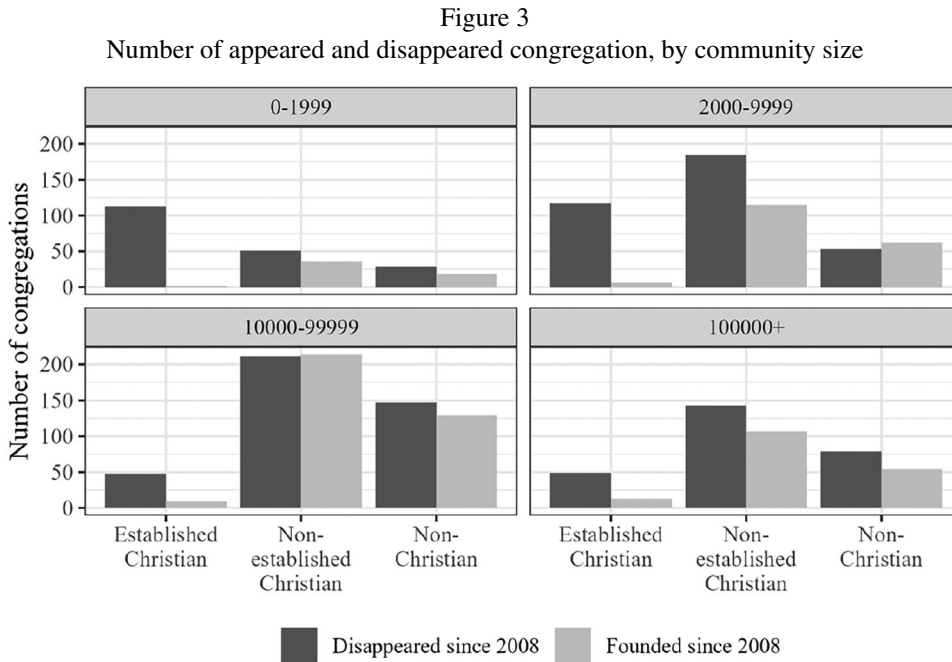 Figure 3
Number of appeared and disappeared congregation, by community size
0-1999
2000-9999
200
150
100
50
0
10000-99999
100000+
200
150
100
50
0
Number of congregations
Established
Christian
Non-
established
Christian
Non-
Christian
Established
Christian
Non-
established
Christian
Non-
Christian
Disappeared since 2008
Founded since 2008